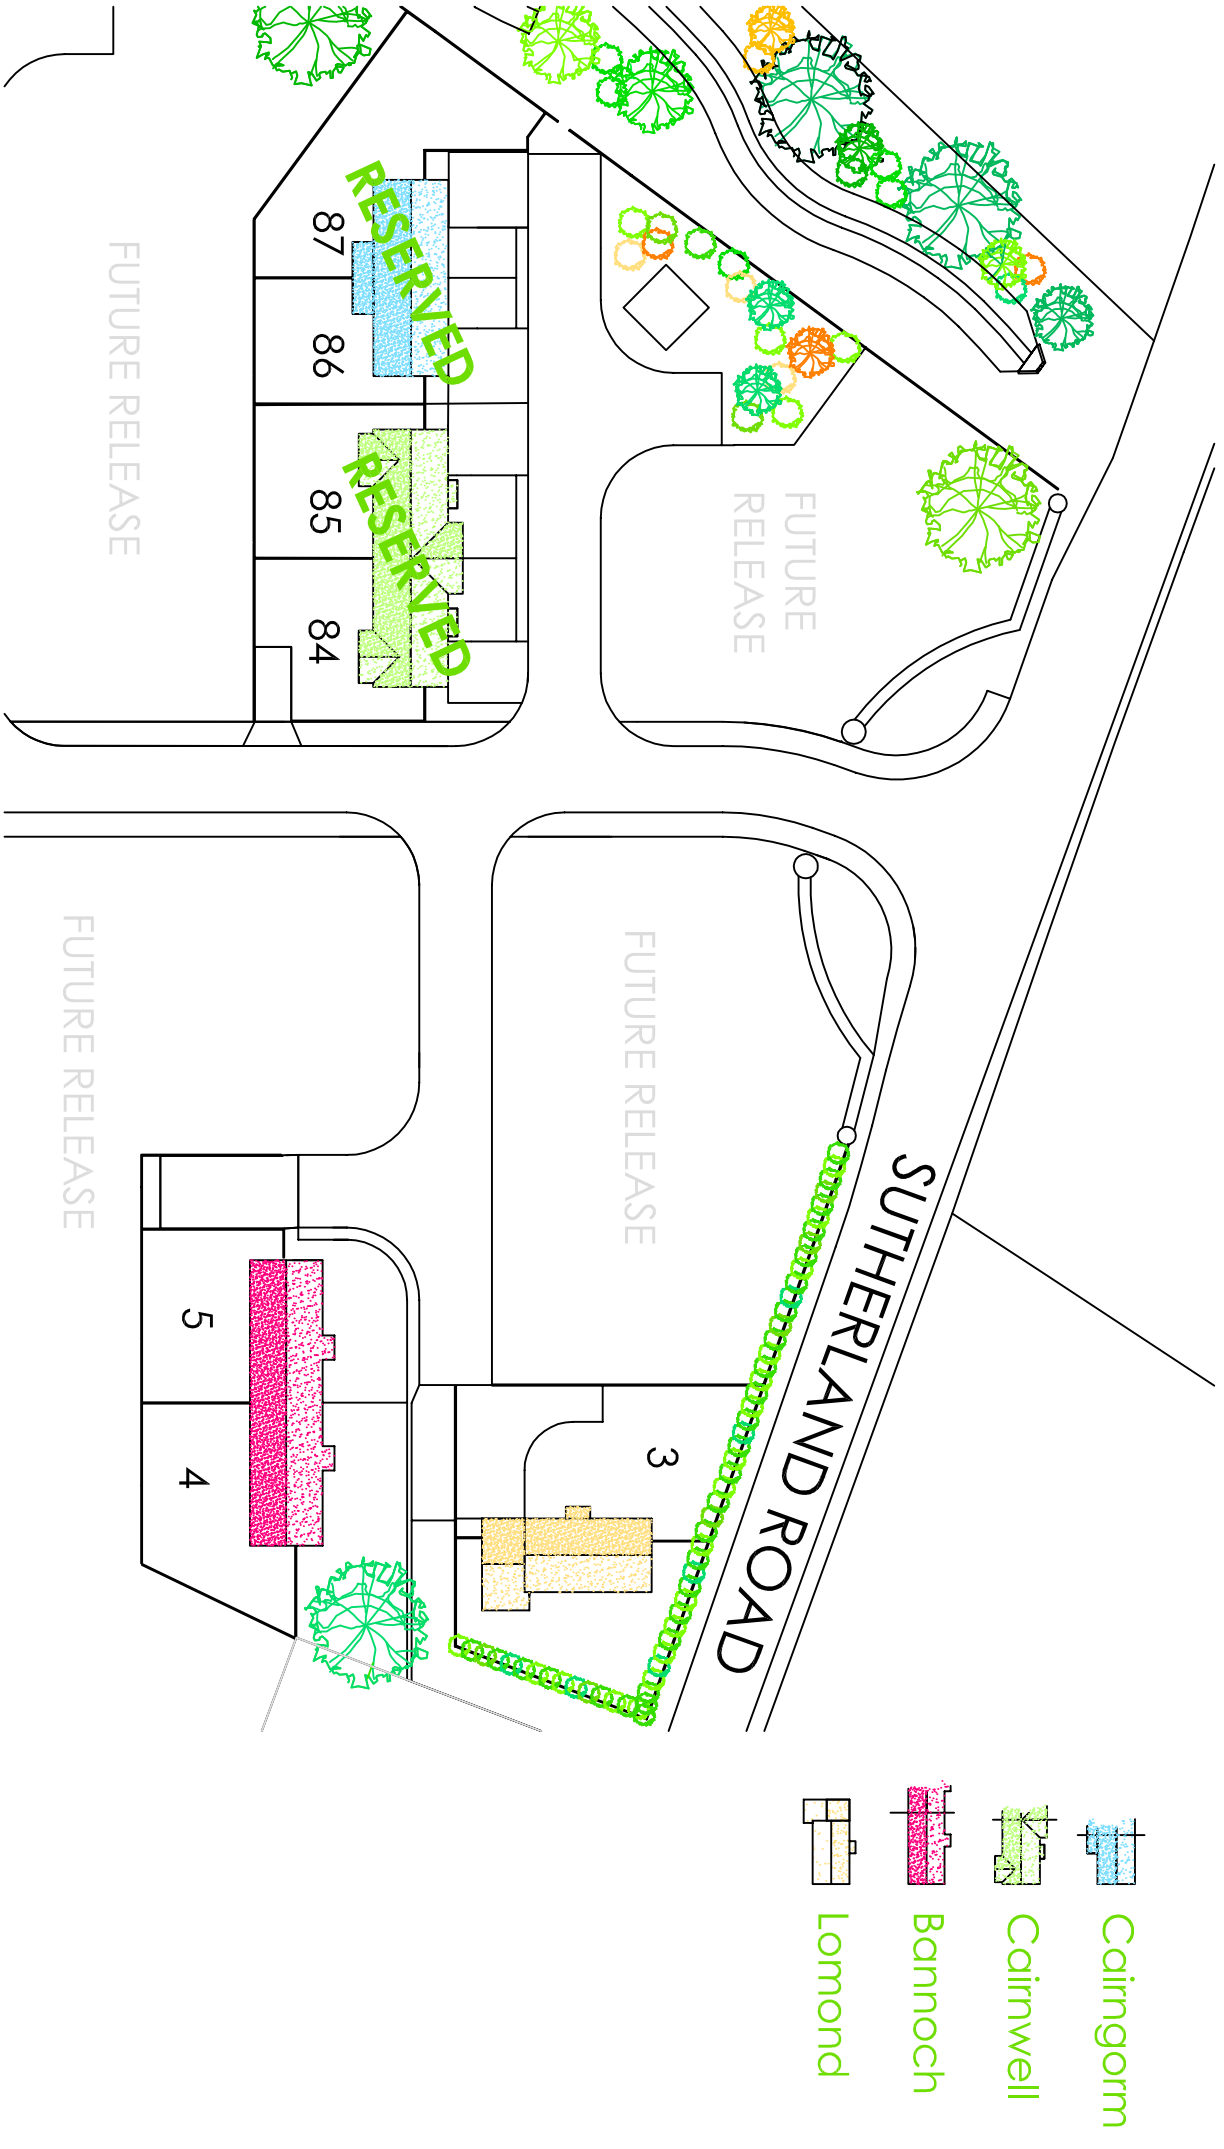 FUTURE RELEASE
87
86
85
84
RESERVED
RESERVED
FUTURE
RELEASE
FUTURE RELEASE
FUTURE RELEASE
SUTHERLAND ROAD
5
4
3
Cairngorm
Cairnwell
Bannoch
Lomond